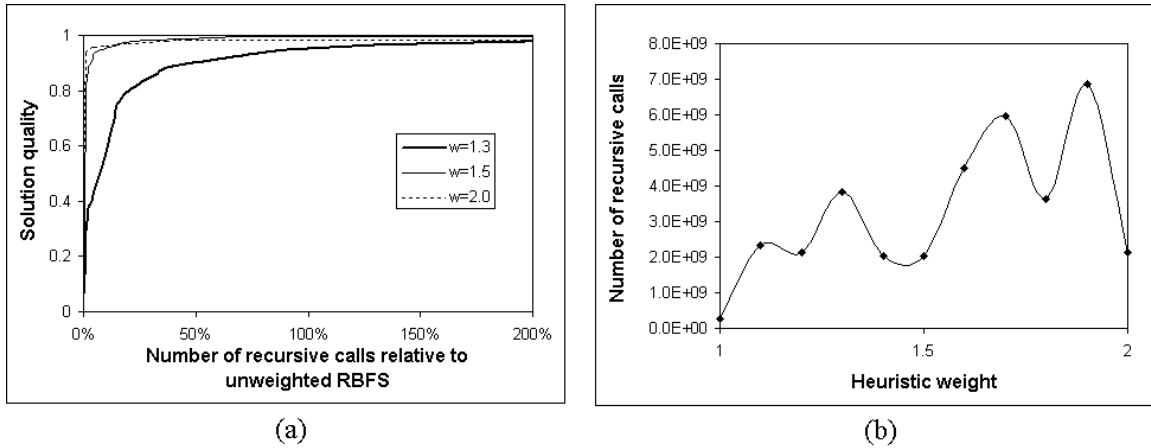 1
0.8
0.6
0.4
0.2
0
Solution quality
0%
50%
100%
150%
200%
Number of recursive calls relative to
unweighted RBFS
w=1.3
w=1.5
w=2.0
(a)
8.0E+09
7.0E+09
6.0E+09
5.0E+09
4.0E+09
3.0E+09
2.0E+09
1.0E+09
0.0E+00
Number of recursive calls
1
1.5
2
Heuristic weight
(b)